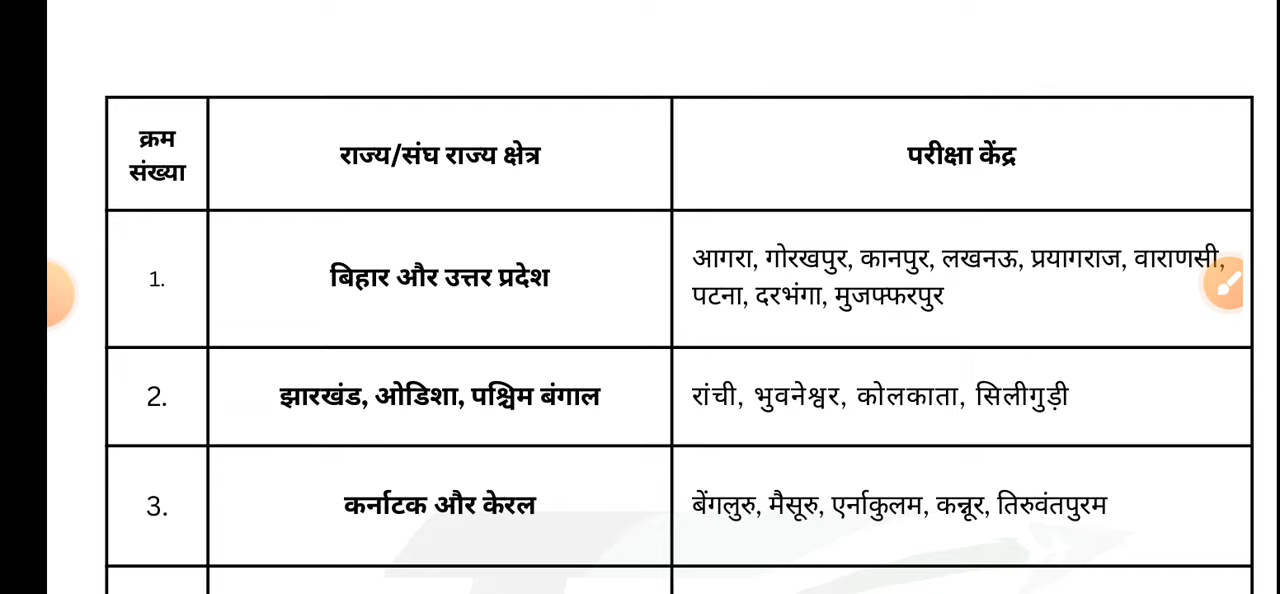 क्रम
संख्या
राज्य/संघ राज्य क्षेत्र
परीक्षा केंद्र
1.
बिहार और उत्तर प्रदेश
आगरा, गोरखपुर, कानपुर, लखनऊ, प्रयागराज, वाराणसी,
पटना, दरभंगा, मुजफ्फरपुर
2.
झारखंड, ओडिशा, पश्चिम बंगाल
रांची, भुवनेश्वर, कोलकाता, सिलीगुड़ी
3.
कर्नाटक और केरल
बेंगलुरु, मैसूरु, एर्नाकुलम, कन्नूर, तिरुवंतपुरम